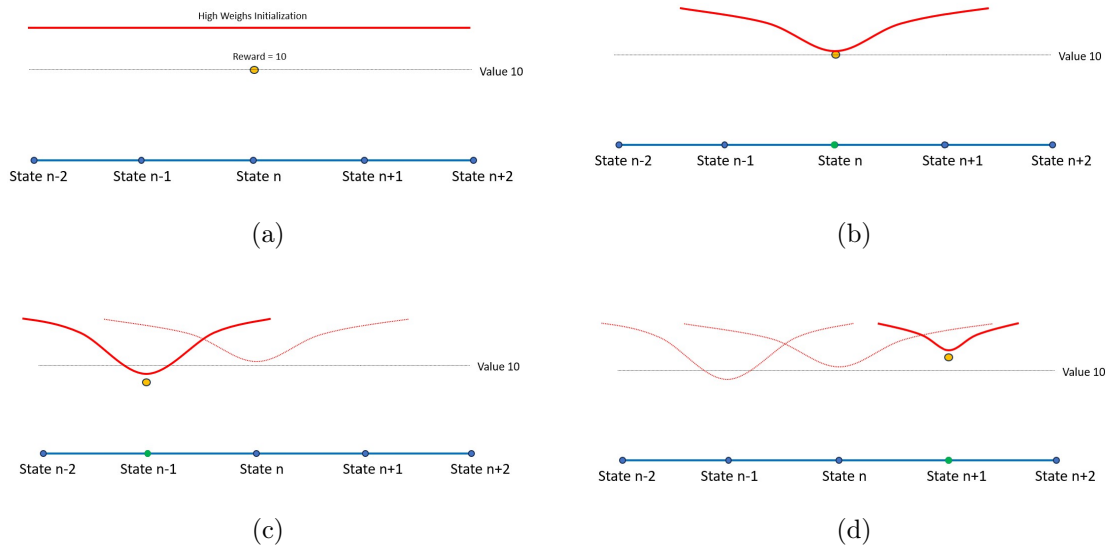 High Weighs Initialization
Reward = 10
Value 10
State n-2 State n-1 State n State n+1 State n+2
(a)
Value 10
State n-2 State n-1 State n State n+1 State n+2
(b)
Value 10
State n-2 State n-1 State n State n+1 State n+2
(c)
Value 10
State n-2 State n-1 State n State n+1 State n+2
(d)